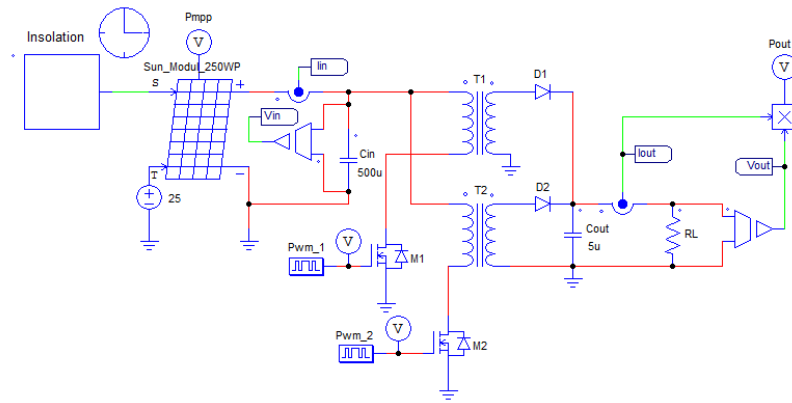 Pmpp
Insolation
V
Sun_Modul_250WP
S
+
Iin
T1
D1
Pout
V
Vin
Cin
500u
Iout
Vout
T
-
25
T2
D2
Cout
5u
RL
Pwm_1
V
M1
Pwm_2
V
M2